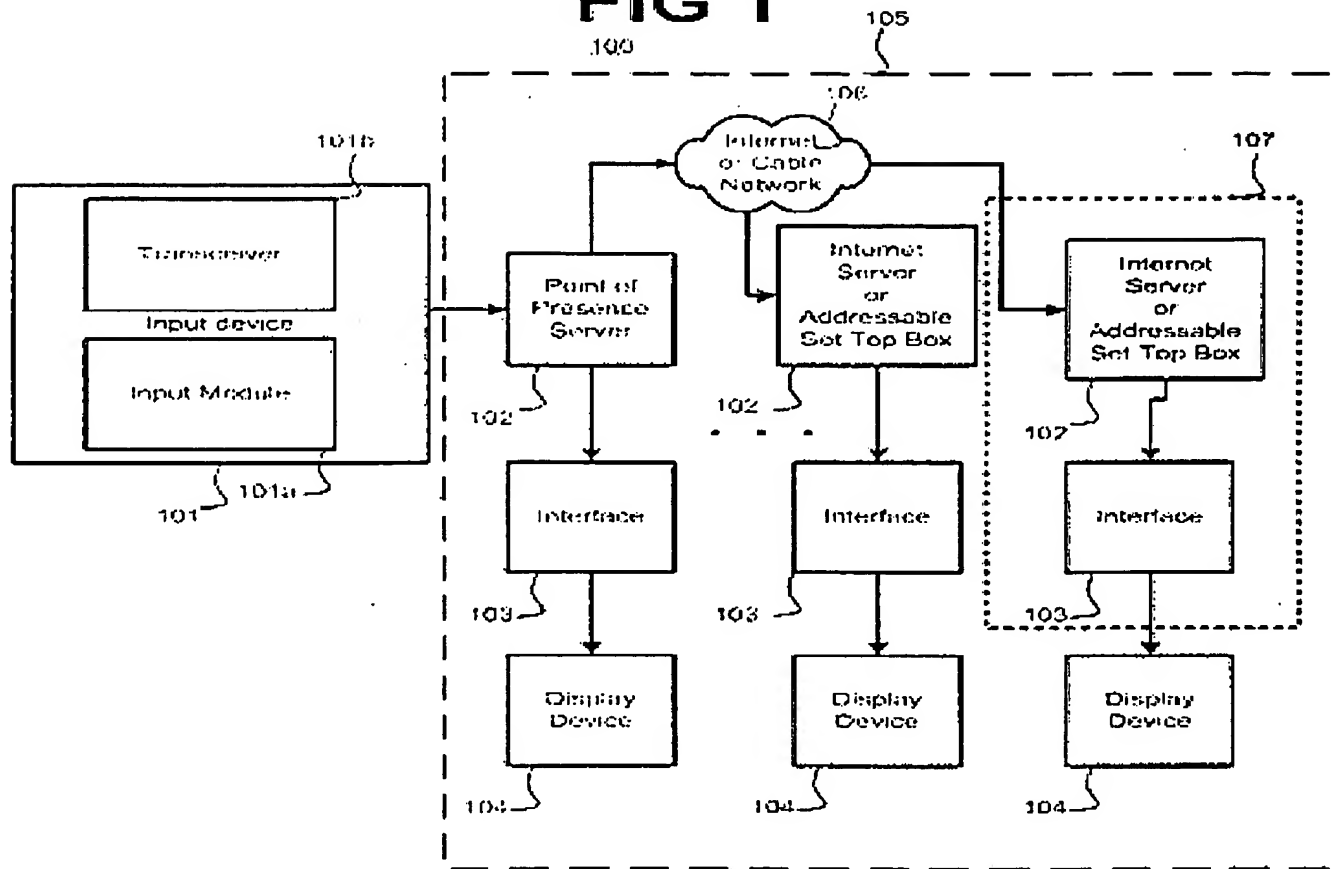 FIG 1
100
105
106
Internet
or Cable
Network
107
101b
Transceiver
Input device
Input Module
101a
101
Point of
Presence
Server
102
Internet
Server
or
Addressable
Set Top Box
102
Internet
Server
or
Addressable
Set Top Box
102
Interface
103
Interface
103
Interface
103
Display
Device
104
Display
Device
104
Display
Device
104